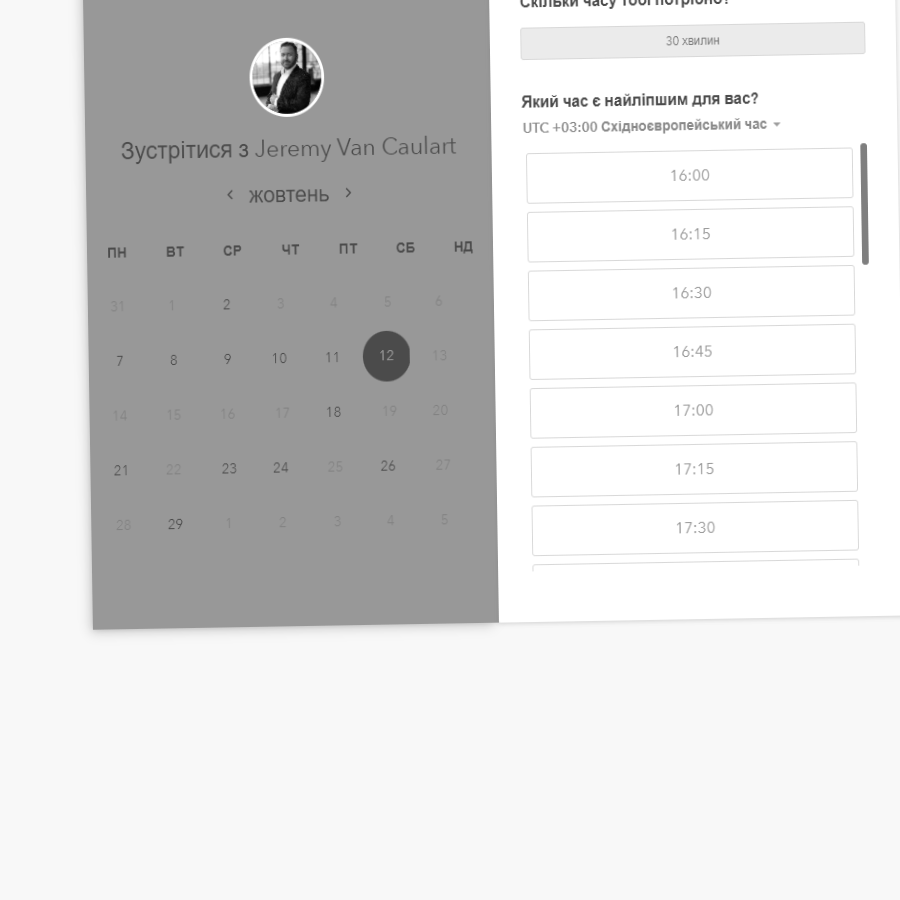 Зустрітися з Jeremy Van Caulart
жовтень
ПН ВТ СР ЧТ ПТ СБ НД
31 1 2 3 4 5 6
7 8 9 10 11 12 13
14 15 16 17 18 19 20
21 22 23 24 25 26 27
28 29 1 2 3 4 5
Скільки часу тобі потрібно?
30 хвилин
Який час є найліпшим для вас?
UTC +03:00 Східноєвропейський час
16:00
16:15
16:30
16:45
17:00
17:15
17:30